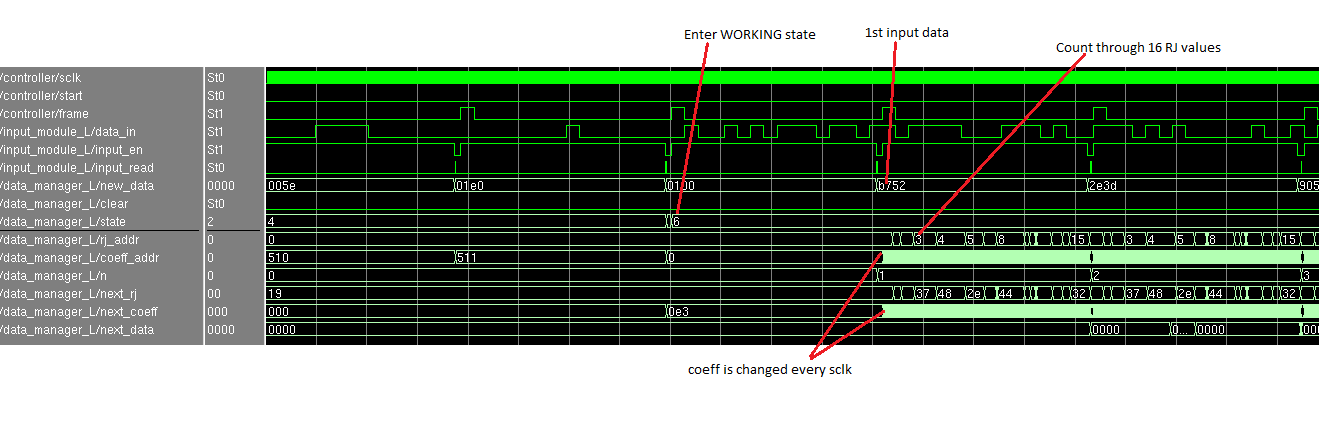 Enter WORKING state
1st input data
Count through 16 RJ values
/controller/sclk St0
/controller/start St0
/controller/frame St1
/input_module_L/data_in St1
/input_module_L/input_en St1
/input_module_L/input_read St0
/data_manager_L/new_data 0000 005e 01e0 0100 b752 2e3d 905
/data_manager_L/clear St0
/data_manager_L/state 2 4 6
/data_manager_L/rj_addr 0 0 3 4 5 8 15 3 4 5 8 15
/data_manager_L/coeff_addr 0 510 511 0
/data_manager_L/n 0 0 1 2 3
/data_manager_L/next_rj 00 19 37 48 2e 44 32 37 48 2e 44 32
/data_manager_L/next_coeff 000 000 0e3
/data_manager_L/next_data 0000 0000 0000 0... 0000 000
coeff is changed every sclk